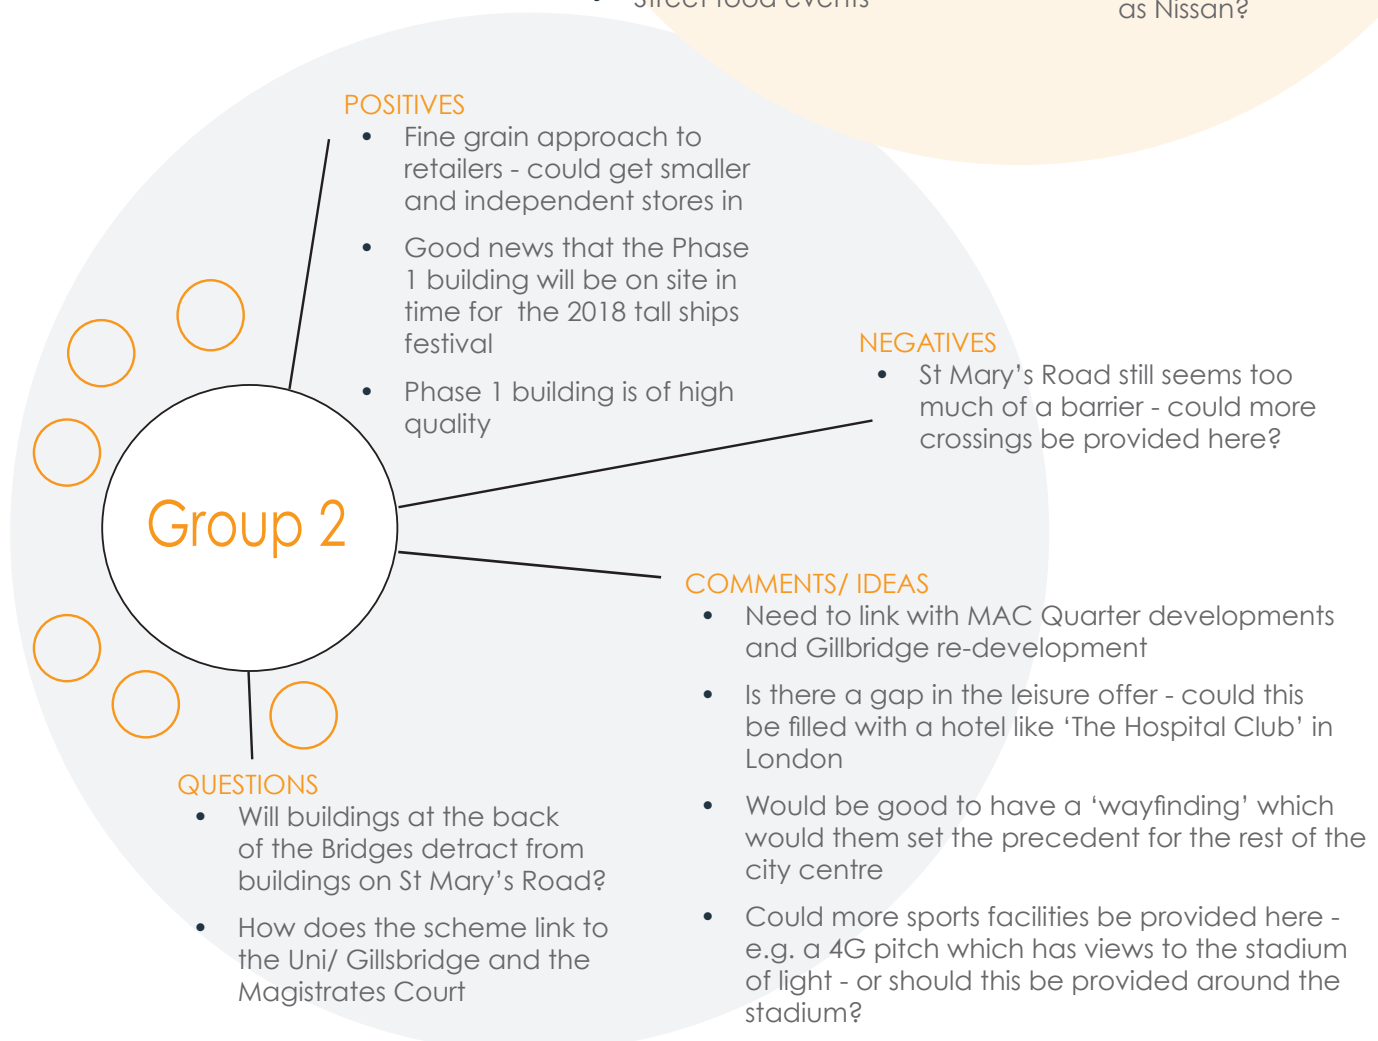 Street food events
as Nissan?
POSITIVES
• Fine grain approach to
retailers - could get smaller
and independent stores in
• Good news that the Phase
1 building will be on site in
time for  the 2018 tall ships
festival
• Phase 1 building is of high
quality
NEGATIVES
• St Mary’s Road still seems too
much of a barrier - could more
crossings be provided here?
Group 2
COMMENTS/ IDEAS
• Need to link with MAC Quarter developments
and Gillbridge re-development
• Is there a gap in the leisure offer - could this
be filled with a hotel like ‘The Hospital Club’ in
London
• Would be good to have a ‘wayfinding’ which
would them set the precedent for the rest of the
city centre
• Could more sports facilities be provided here -
e.g. a 4G pitch which has views to the stadium
of light - or should this be provided around the
stadium?
QUESTIONS
• Will buildings at the back
of the Bridges detract from
buildings on St Mary’s Road?
• How does the scheme link to
the Uni/ Gillsbridge and the
Magistrates Court